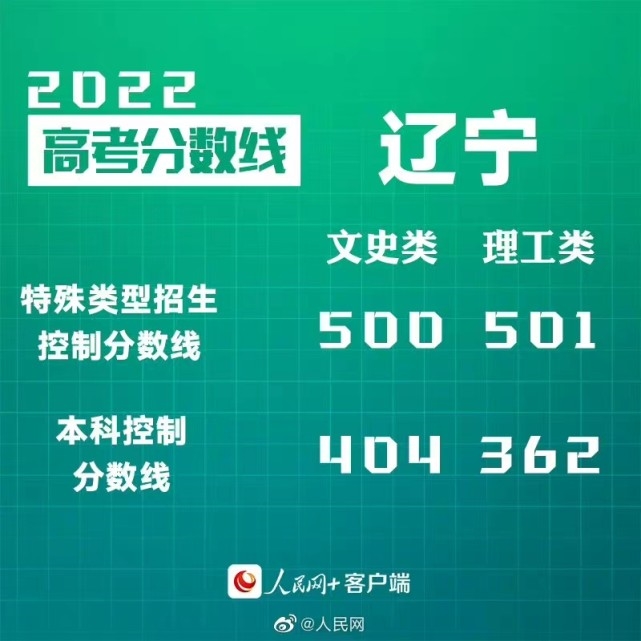 2022
高考分数线
辽宁
文史类 理工类
特殊类型招生
控制分数线
500 501
本科控制
分数线
404 362
人民网+客户端
@人民网